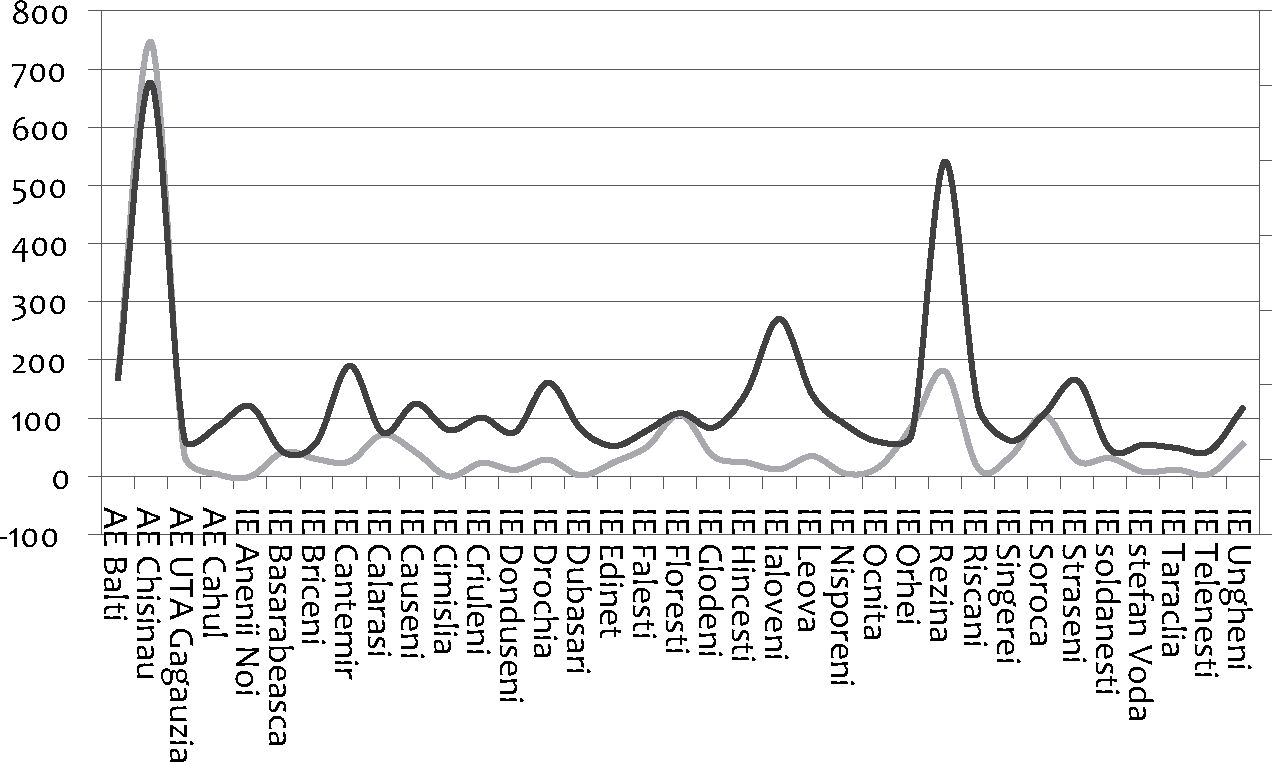 800
700
600
500
400
300
200
100
0
-100
AE Balti
AE Chisinau
AE UTA Gagauzia
AE Cahul
IE Anenii Noi
IE Basarabeasca
IE Briceni
IE Cantemir
IE Calarasi
IE Causeni
IE Cimislia
IE Criuleni
IE Donduseni
IE Drochia
IE Dubasari
IE Edinet
IE Falesti
IE Floresti
IE Glodeni
IE Hincesti
IE Ialoveni
IE Leova
IE Nisporeni
IE Ocnita
IE Orhei
IE Rezina
IE Riscani
IE Singerei
IE Soroca
IE Straseni
IE soldanesti
IE stefan Voda
IE Taraclia
IE Telenesti
IE Ungheni